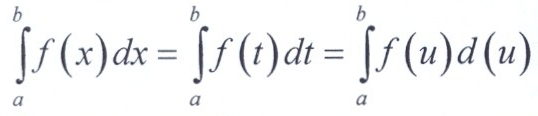 ∫_a^b f(x)dx = ∫_a^b f(t)dt = ∫_a^b f(u)d(u)